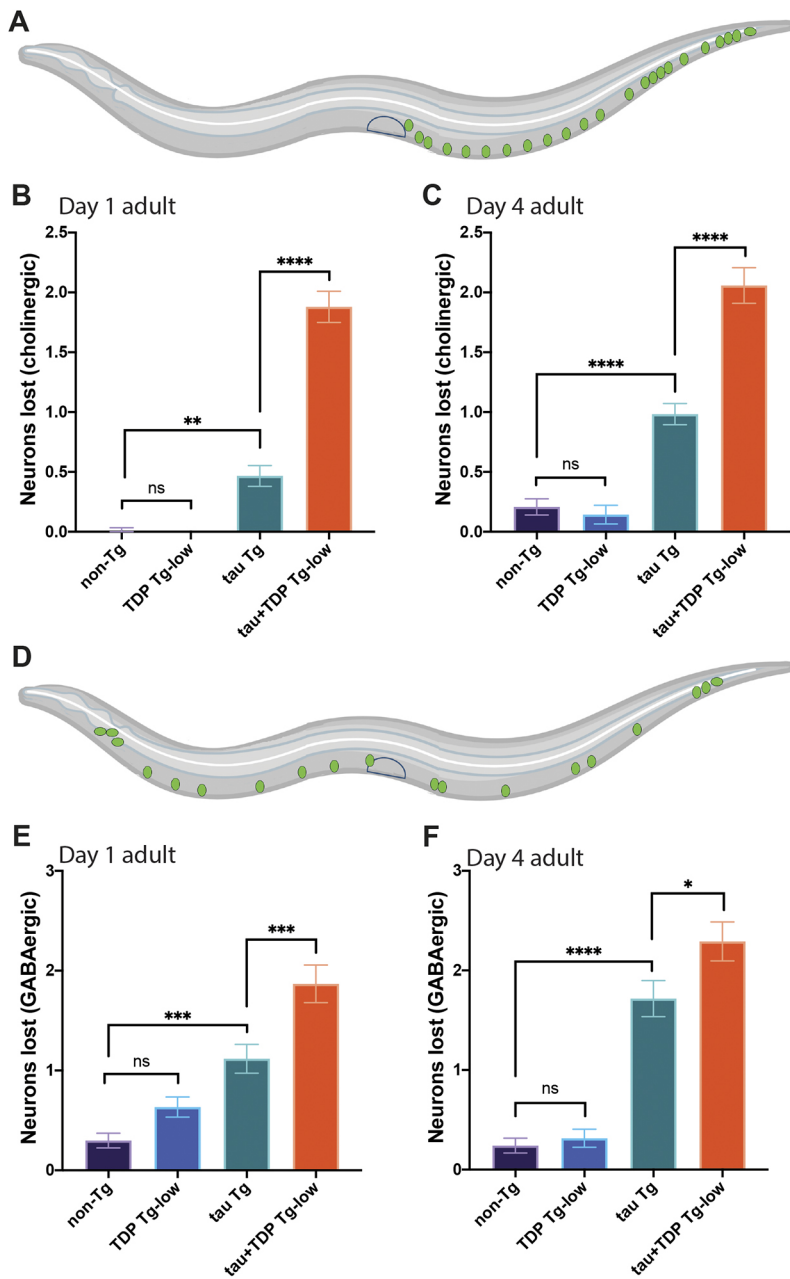 A
B Day 1 adult
Neurons lost (cholinergic)
2.5
2.0
1.5
1.0
0.5
0.0
ns
**
****
non-Tg
TDP Tg-low
tau Tg
tau+TDP Tg-low
C Day 4 adult
Neurons lost (cholinergic)
2.5
2.0
1.5
1.0
0.5
0.0
ns
****
****
non-Tg
TDP Tg-low
tau Tg
tau+TDP Tg-low
D
E Day 1 adult
Neurons lost (GABAergic)
3
2
1
0
ns
***
***
non-Tg
TDP Tg-low
tau Tg
tau+TDP Tg-low
F Day 4 adult
Neurons lost (GABAergic)
3
2
1
0
ns
****
*
non-Tg
TDP Tg-low
tau Tg
tau+TDP Tg-low